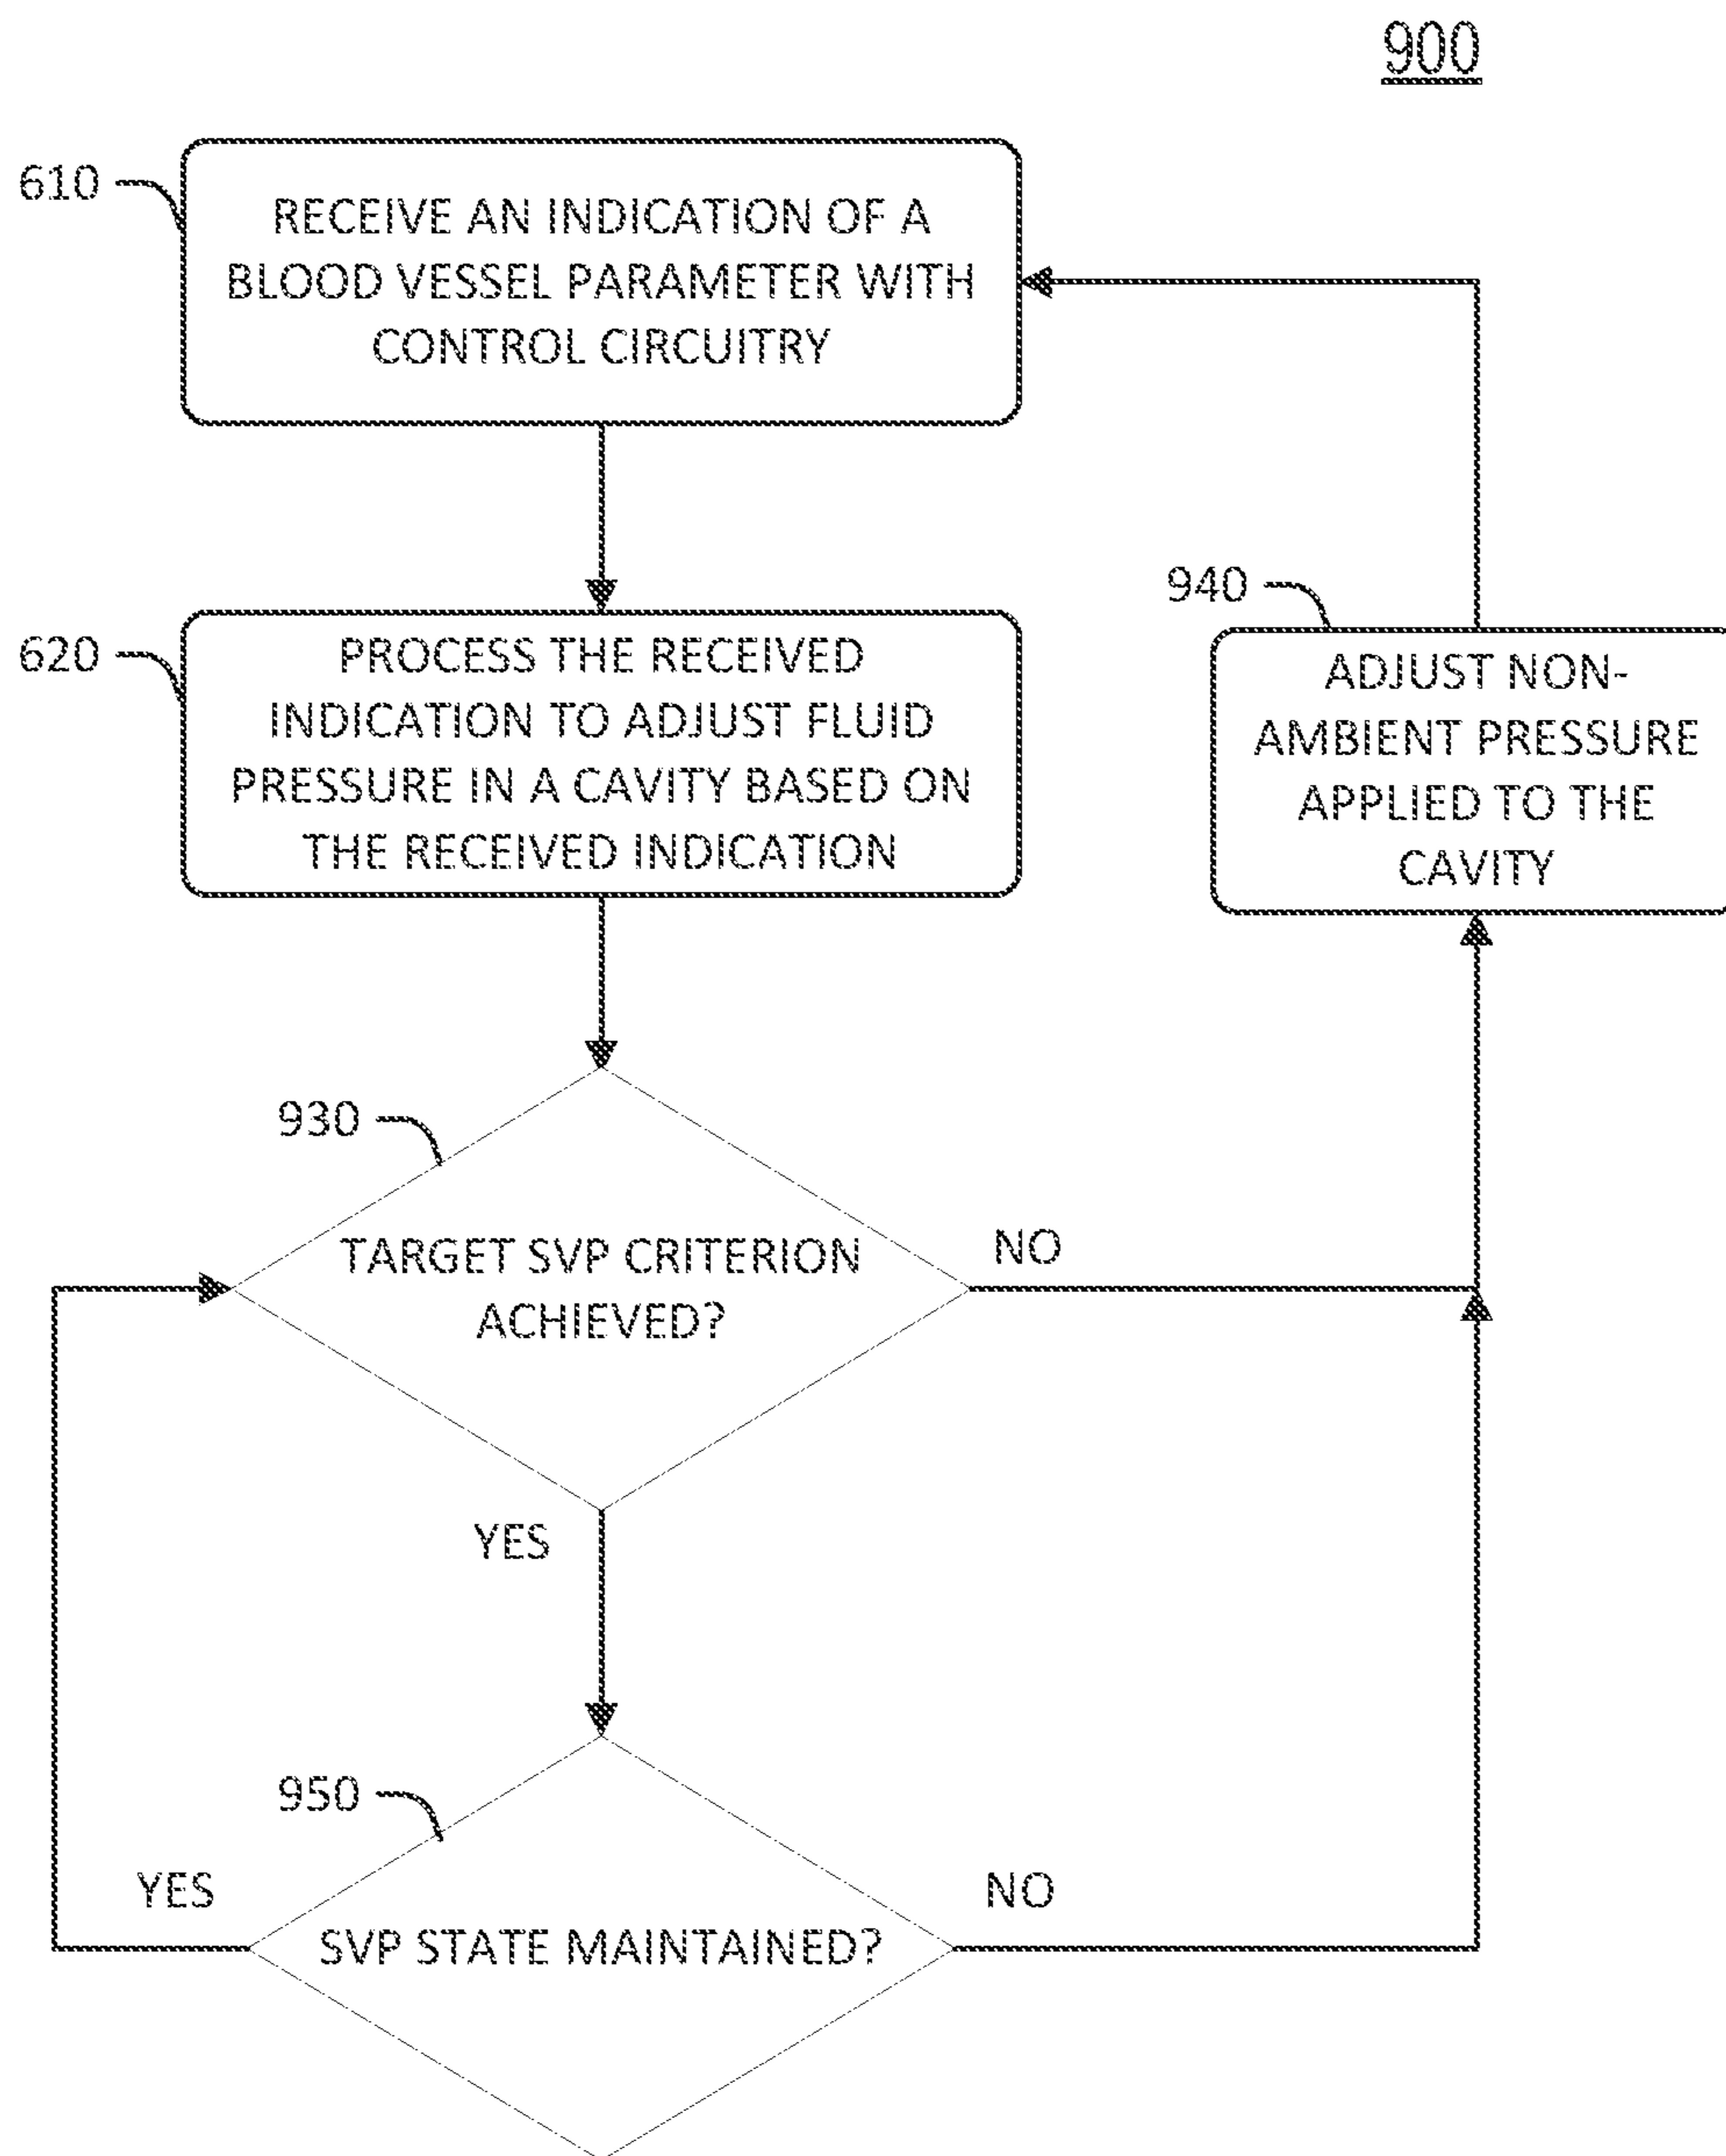 900
610
RECEIVE AN INDICATION OF A
BLOOD VESSEL PARAMETER WITH
CONTROL CIRCUITRY
620
PROCESS THE RECEIVED
INDICATION TO ADJUST FLUID
PRESSURE IN A CAVITY BASED ON
THE RECEIVED INDICATION
940
ADJUST NON-
AMBIENT PRESSURE
APPLIED TO THE
CAVITY
930
TARGET SVP CRITERION
ACHIEVED?
NO
YES
950
SVP STATE MAINTAINED?
YES
NO